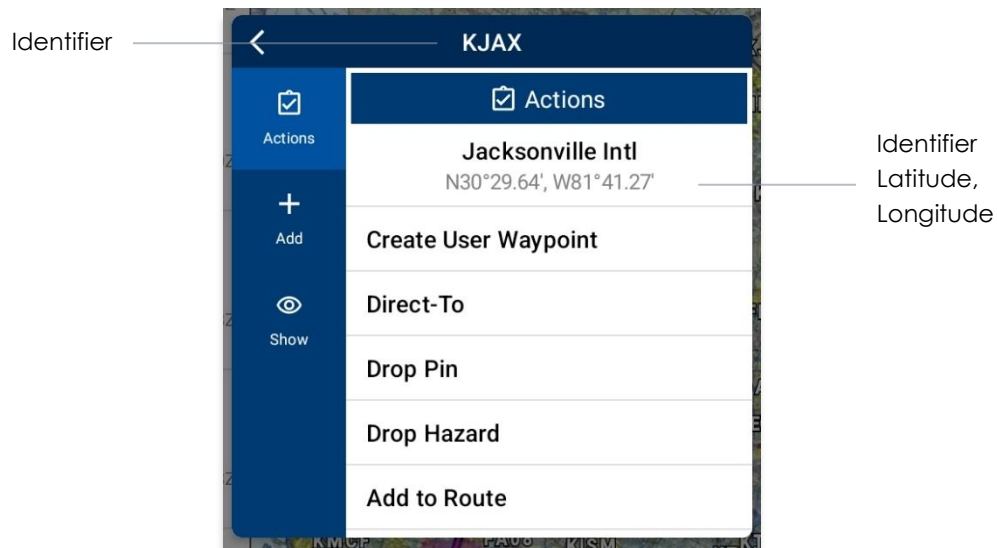 Identifier
KJAX
Actions
Actions
Jacksonville Intl
N30°29.64', W81°41.27'
Identifier
Latitude,
Longitude
Add
Create User Waypoint
Direct-To
Show
Drop Pin
Drop Hazard
Add to Route